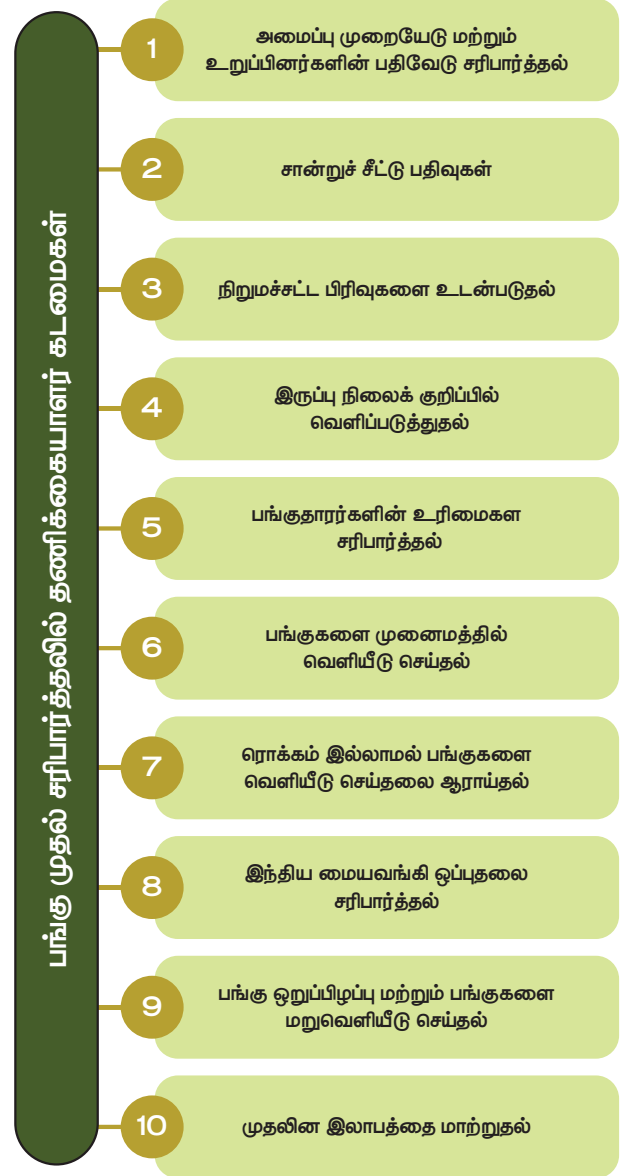 பங்கு முதல் சரிபார்த்தலில் தணிக்கையாளர் கடமைகள்
1
அமைப்பு முறையேடு மற்றும்
உறுப்பினர்களின் பதிவேடு சரிபார்த்தல்
2
சான்றுச் சீட்டு பதிவுகள்
3
நிறுமச்சட்ட பிரிவுகளை உடன்படுதல்
4
இருப்பு நிலைக் குறிப்பில்
வெளிப்படுத்துதல்
5
பங்குதாரர்களின் உரிமைகள
சரிபார்த்தல்
6
பங்குகளை முனைமத்தில்
வெளியீடு செய்தல்
7
ரொக்கம் இல்லாமல் பங்குகளை
வெளியீடு செய்தலை ஆராய்தல்
8
இந்திய மையவங்கி ஒப்புதலை
சரிபார்த்தல்
9
பங்கு ஒறுப்பிழப்பு மற்றும் பங்குகளை
மறுவெளியீடு செய்தல்
10
முதலின இலாபத்தை மாற்றுதல்